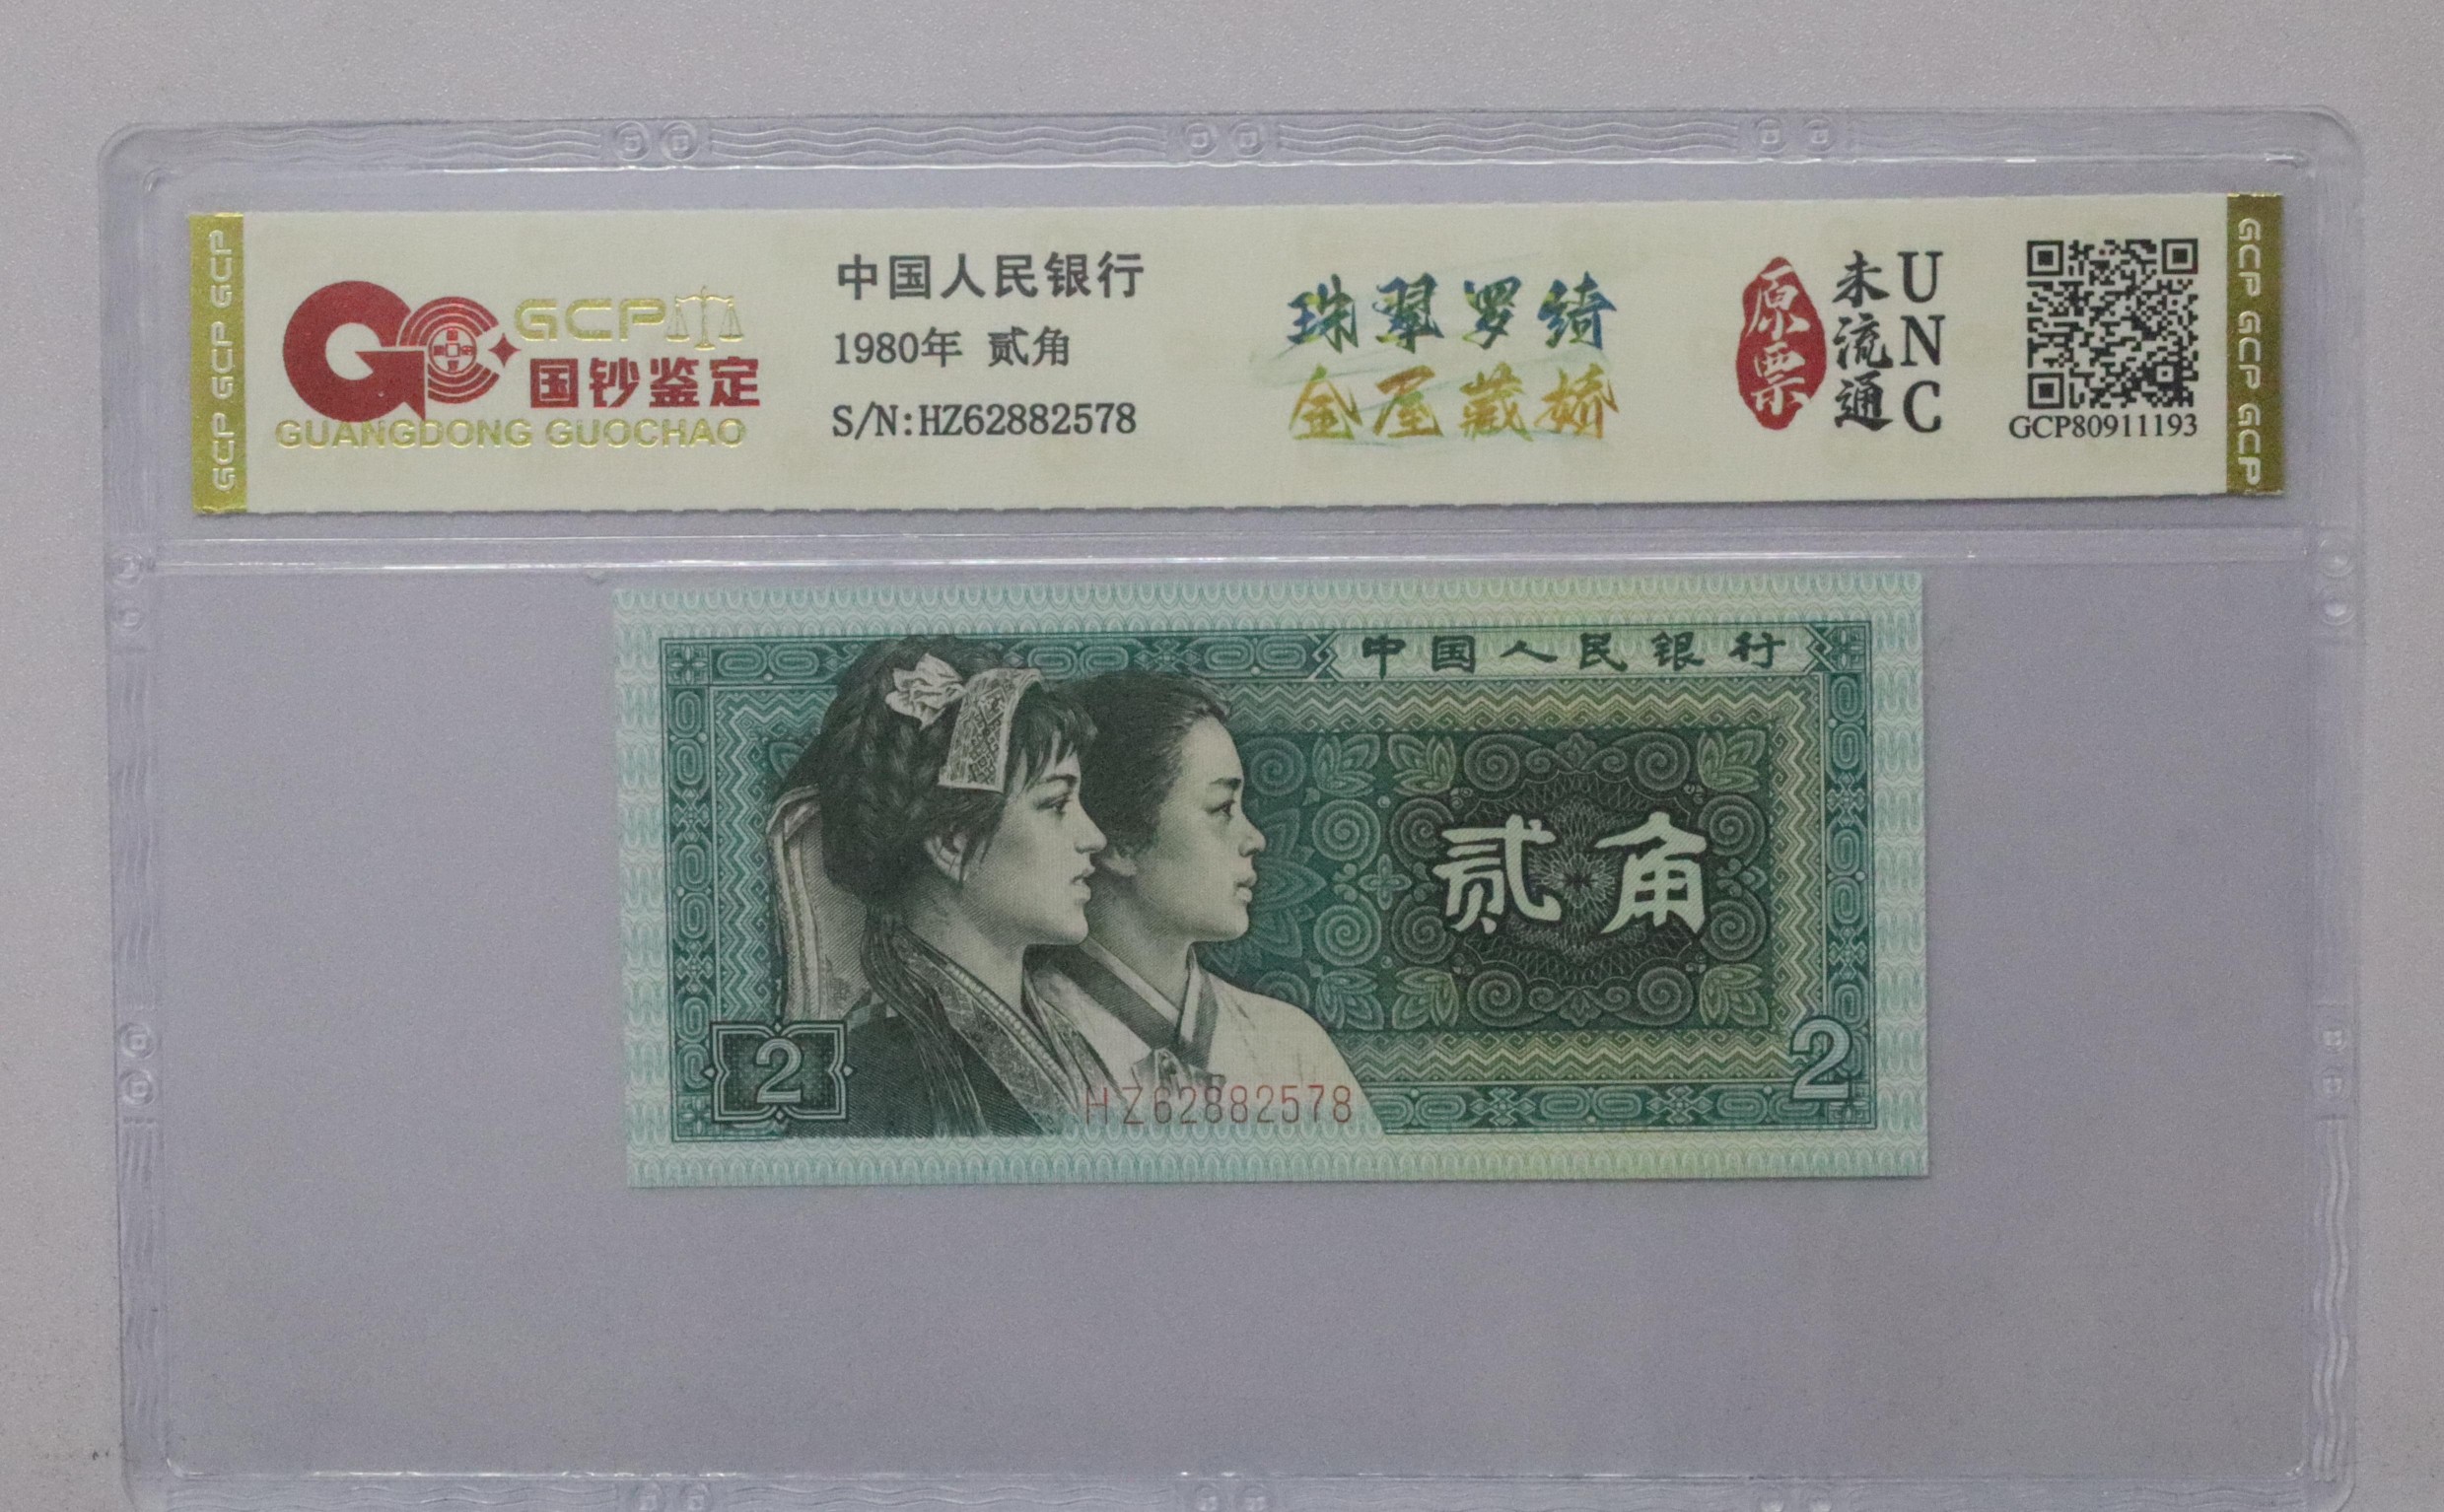 GCP GCP GCP
GCP
国钞鉴定
GUANGDONG GUOCHAO
中国人民银行
1980年 贰角
S/N:HZ62882578
珠翠罗绮
金屋藏娇
原票
未流通
UNC
GCP80911193
GCP GCP GCP
中国人民银行
贰角
2
2
HZ62882578